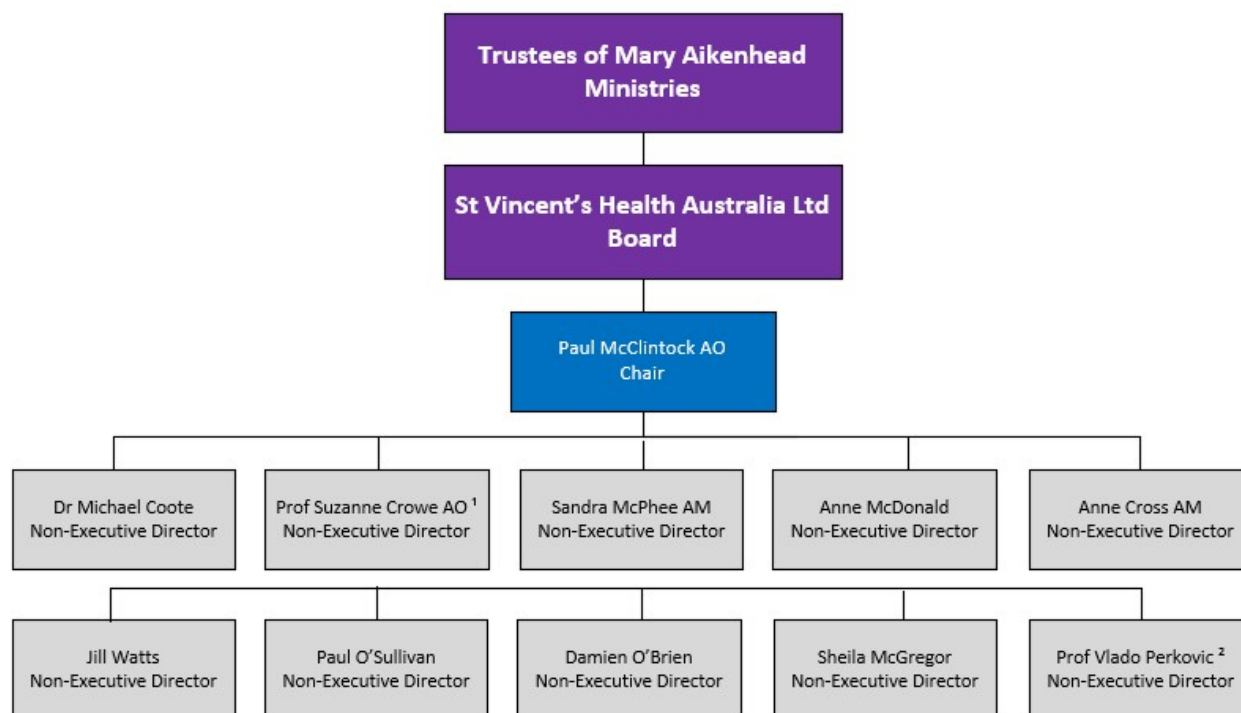 Trustees of Mary Aikenhead
Ministries
St Vincent’s Health Australia Ltd
Board
Paul McClintock AO
Chair
Dr Michael Coote
Non-Executive Director
Prof Suzanne Crowe AO ¹
Non-Executive Director
Sandra McPhee AM
Non-Executive Director
Anne McDonald
Non-Executive Director
Anne Cross AM
Non-Executive Director
Jill Watts
Non-Executive Director
Paul O’Sullivan
Non-Executive Director
Damien O’Brien
Non-Executive Director
Sheila McGregor
Non-Executive Director
Prof Vlado Perkovic ²
Non-Executive Director